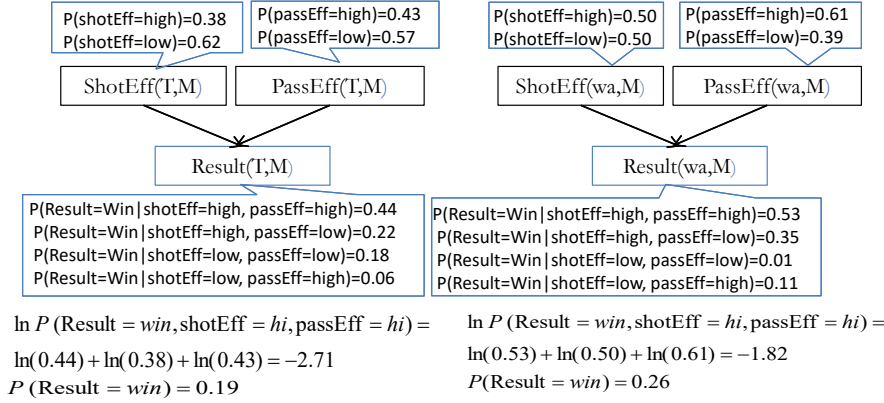 P(shotEff=high)=0.38
P(shotEff=low)=0.62
P(passEff=high)=0.43
P(passEff=low)=0.57
ShotEff(T,M)
PassEff(T,M)
Result(T,M)
P(Result=Win|shotEff=high, passEff=high)=0.44
P(Result=Win|shotEff=high, passEff=low)=0.22
P(Result=Win|shotEff=low, passEff=low)=0.18
P(Result=Win|shotEff=low, passEff=high)=0.06
ln P (Result = win, shotEff = hi, passEff = hi) =
ln(0.44) + ln(0.38) + ln(0.43) = −2.71
P (Result = win) = 0.19
P(shotEff=high)=0.50
P(shotEff=low)=0.50
P(passEff=high)=0.61
P(passEff=low)=0.39
ShotEff(wa,M)
PassEff(wa,M)
Result(wa,M)
P(Result=Win|shotEff=high, passEff=high)=0.53
P(Result=Win|shotEff=high, passEff=low)=0.35
P(Result=Win|shotEff=low, passEff=low)=0.01
P(Result=Win|shotEff=low, passEff=high)=0.11
ln P (Result = win, shotEff = hi, passEff = hi) =
ln(0.53) + ln(0.50) + ln(0.61) = −1.82
P(Result = win) = 0.26